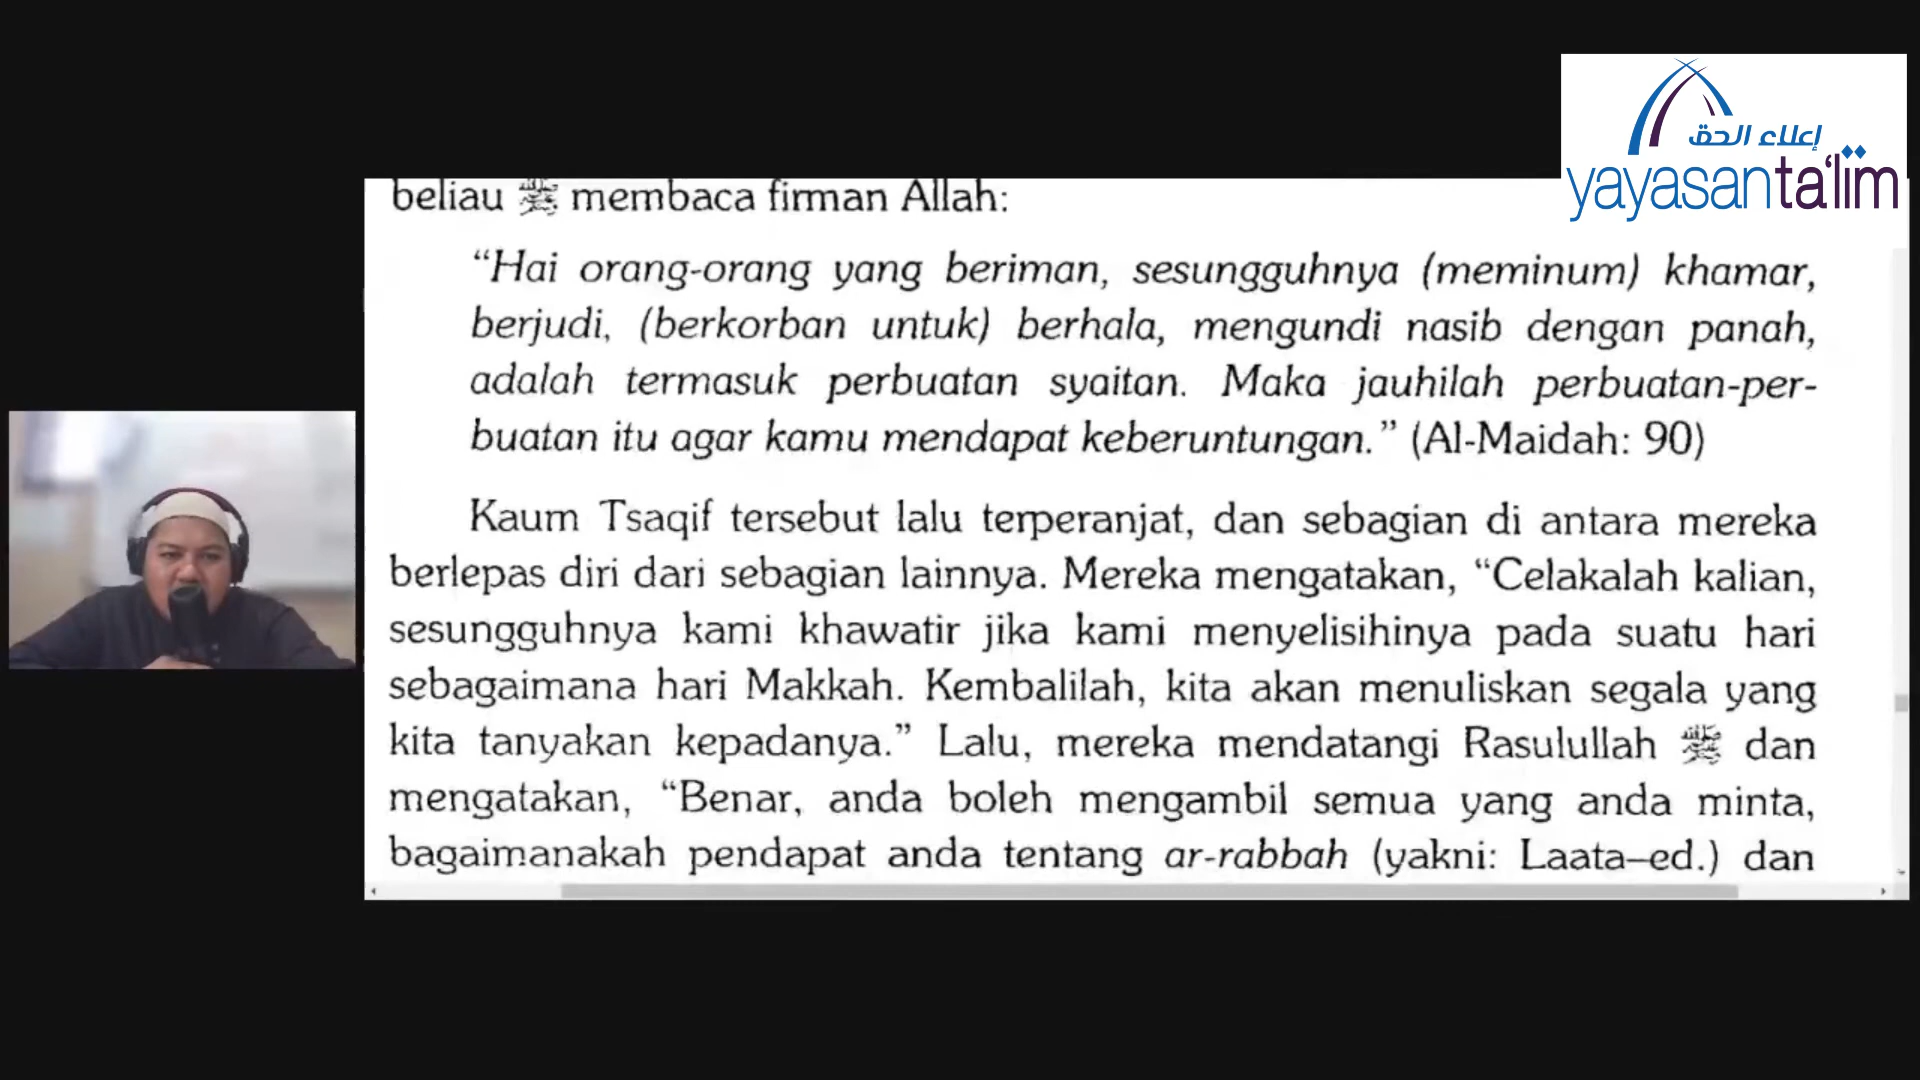 إعلاء الحق
yayasanta'lim
beliau ﷺ membaca firman Allah:
“Hai orang-orang yang beriman, sesungguhnya (meminum) khamar,
berjudi, (berkorban untuk) berhala, mengundi nasib dengan panah,
adalah termasuk perbuatan syaitan. Maka jauhilah perbuatan-per-
buatan itu agar kamu mendapat keberuntungan.” (Al-Maidah: 90)
Kaum Tsaqif tersebut lalu terperanjat, dan sebagian di antara mereka
berlepas diri dari sebagian lainnya. Mereka mengatakan, “Celakalah kalian,
sesungguhnya kami khawatir jika kami menyelisihinya pada suatu hari
sebagaimana hari Makkah. Kembalilah, kita akan menuliskan segala yang
kita tanyakan kepadanya.” Lalu, mereka mendatangi Rasulullah ﷺ dan
mengatakan, “Benar, anda boleh mengambil semua yang anda minta,
bagaimanakah pendapat anda tentang ar-rabbah (yakni: Laata–ed.) dan